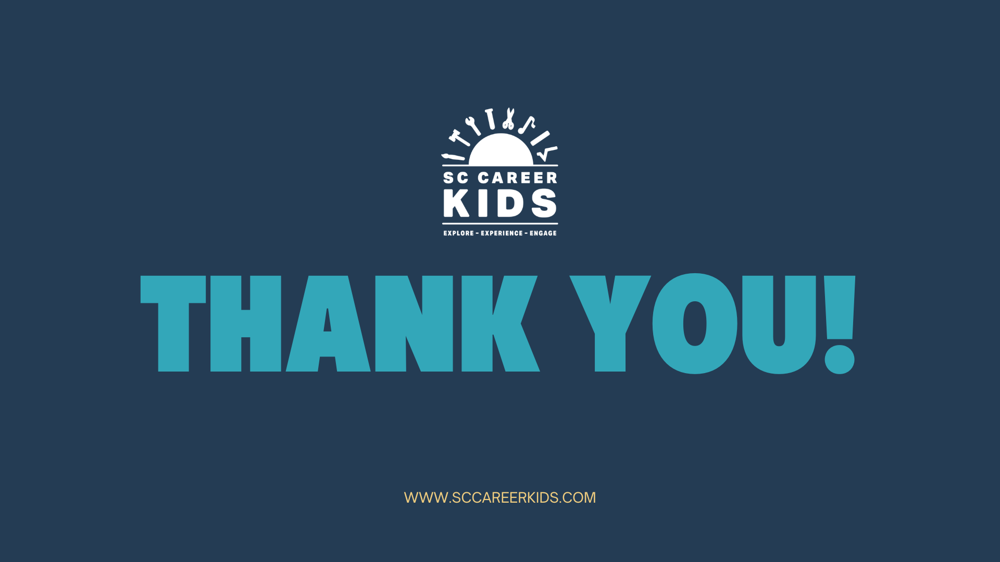 SC CAREER
KIDS
EXPLORE - EXPERIENCE - ENGAGE
THANK YOU!
WWW.SCCAREERKIDS.COM